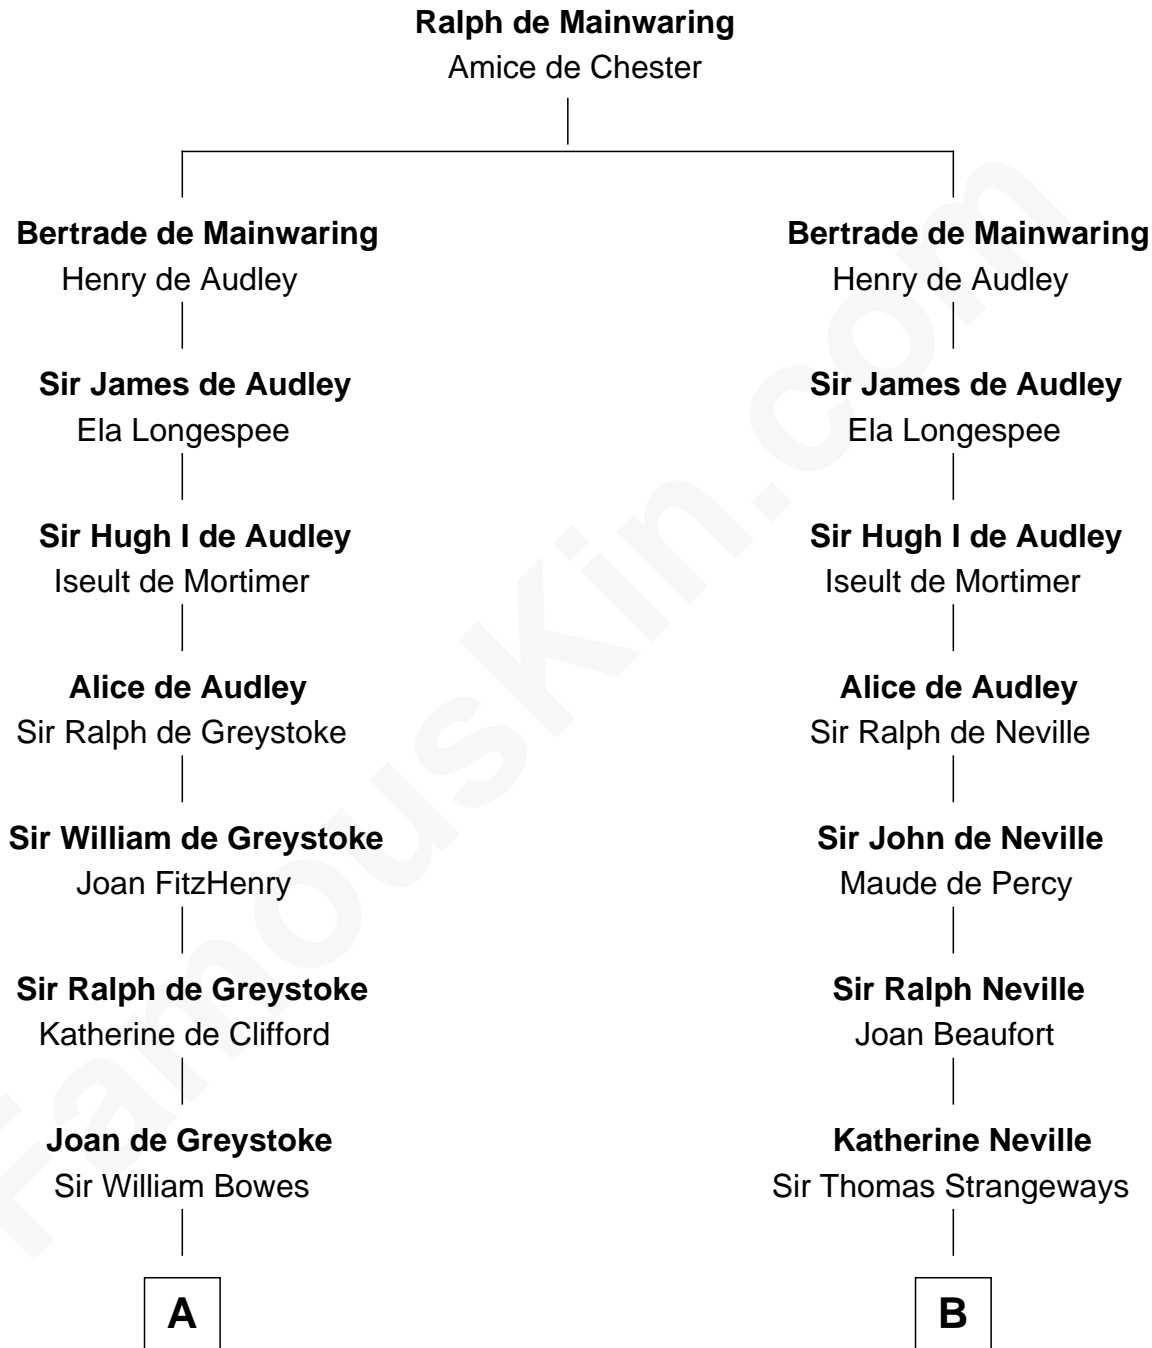 Ralph de Mainwaring
Amice de Chester
Bertrade de Mainwaring
Henry de Audley
Sir James de Audley
Ela Longespee
Sir Hugh I de Audley
Iseult de Mortimer
Alice de Audley
Sir Ralph de Greystoke
Sir William de Greystoke
Joan FitzHenry
Sir Ralph de Greystoke
Katherine de Clifford
Joan de Greystoke
Sir William Bowes
A
Bertrade de Mainwaring
Henry de Audley
Sir James de Audley
Ela Longespee
Sir Hugh I de Audley
Iseult de Mortimer
Alice de Audley
Sir Ralph de Neville
Sir John de Neville
Maude de Percy
Sir Ralph Neville
Joan Beaufort
Katherine Neville
Sir Thomas Strangeways
B
FamousKin.com